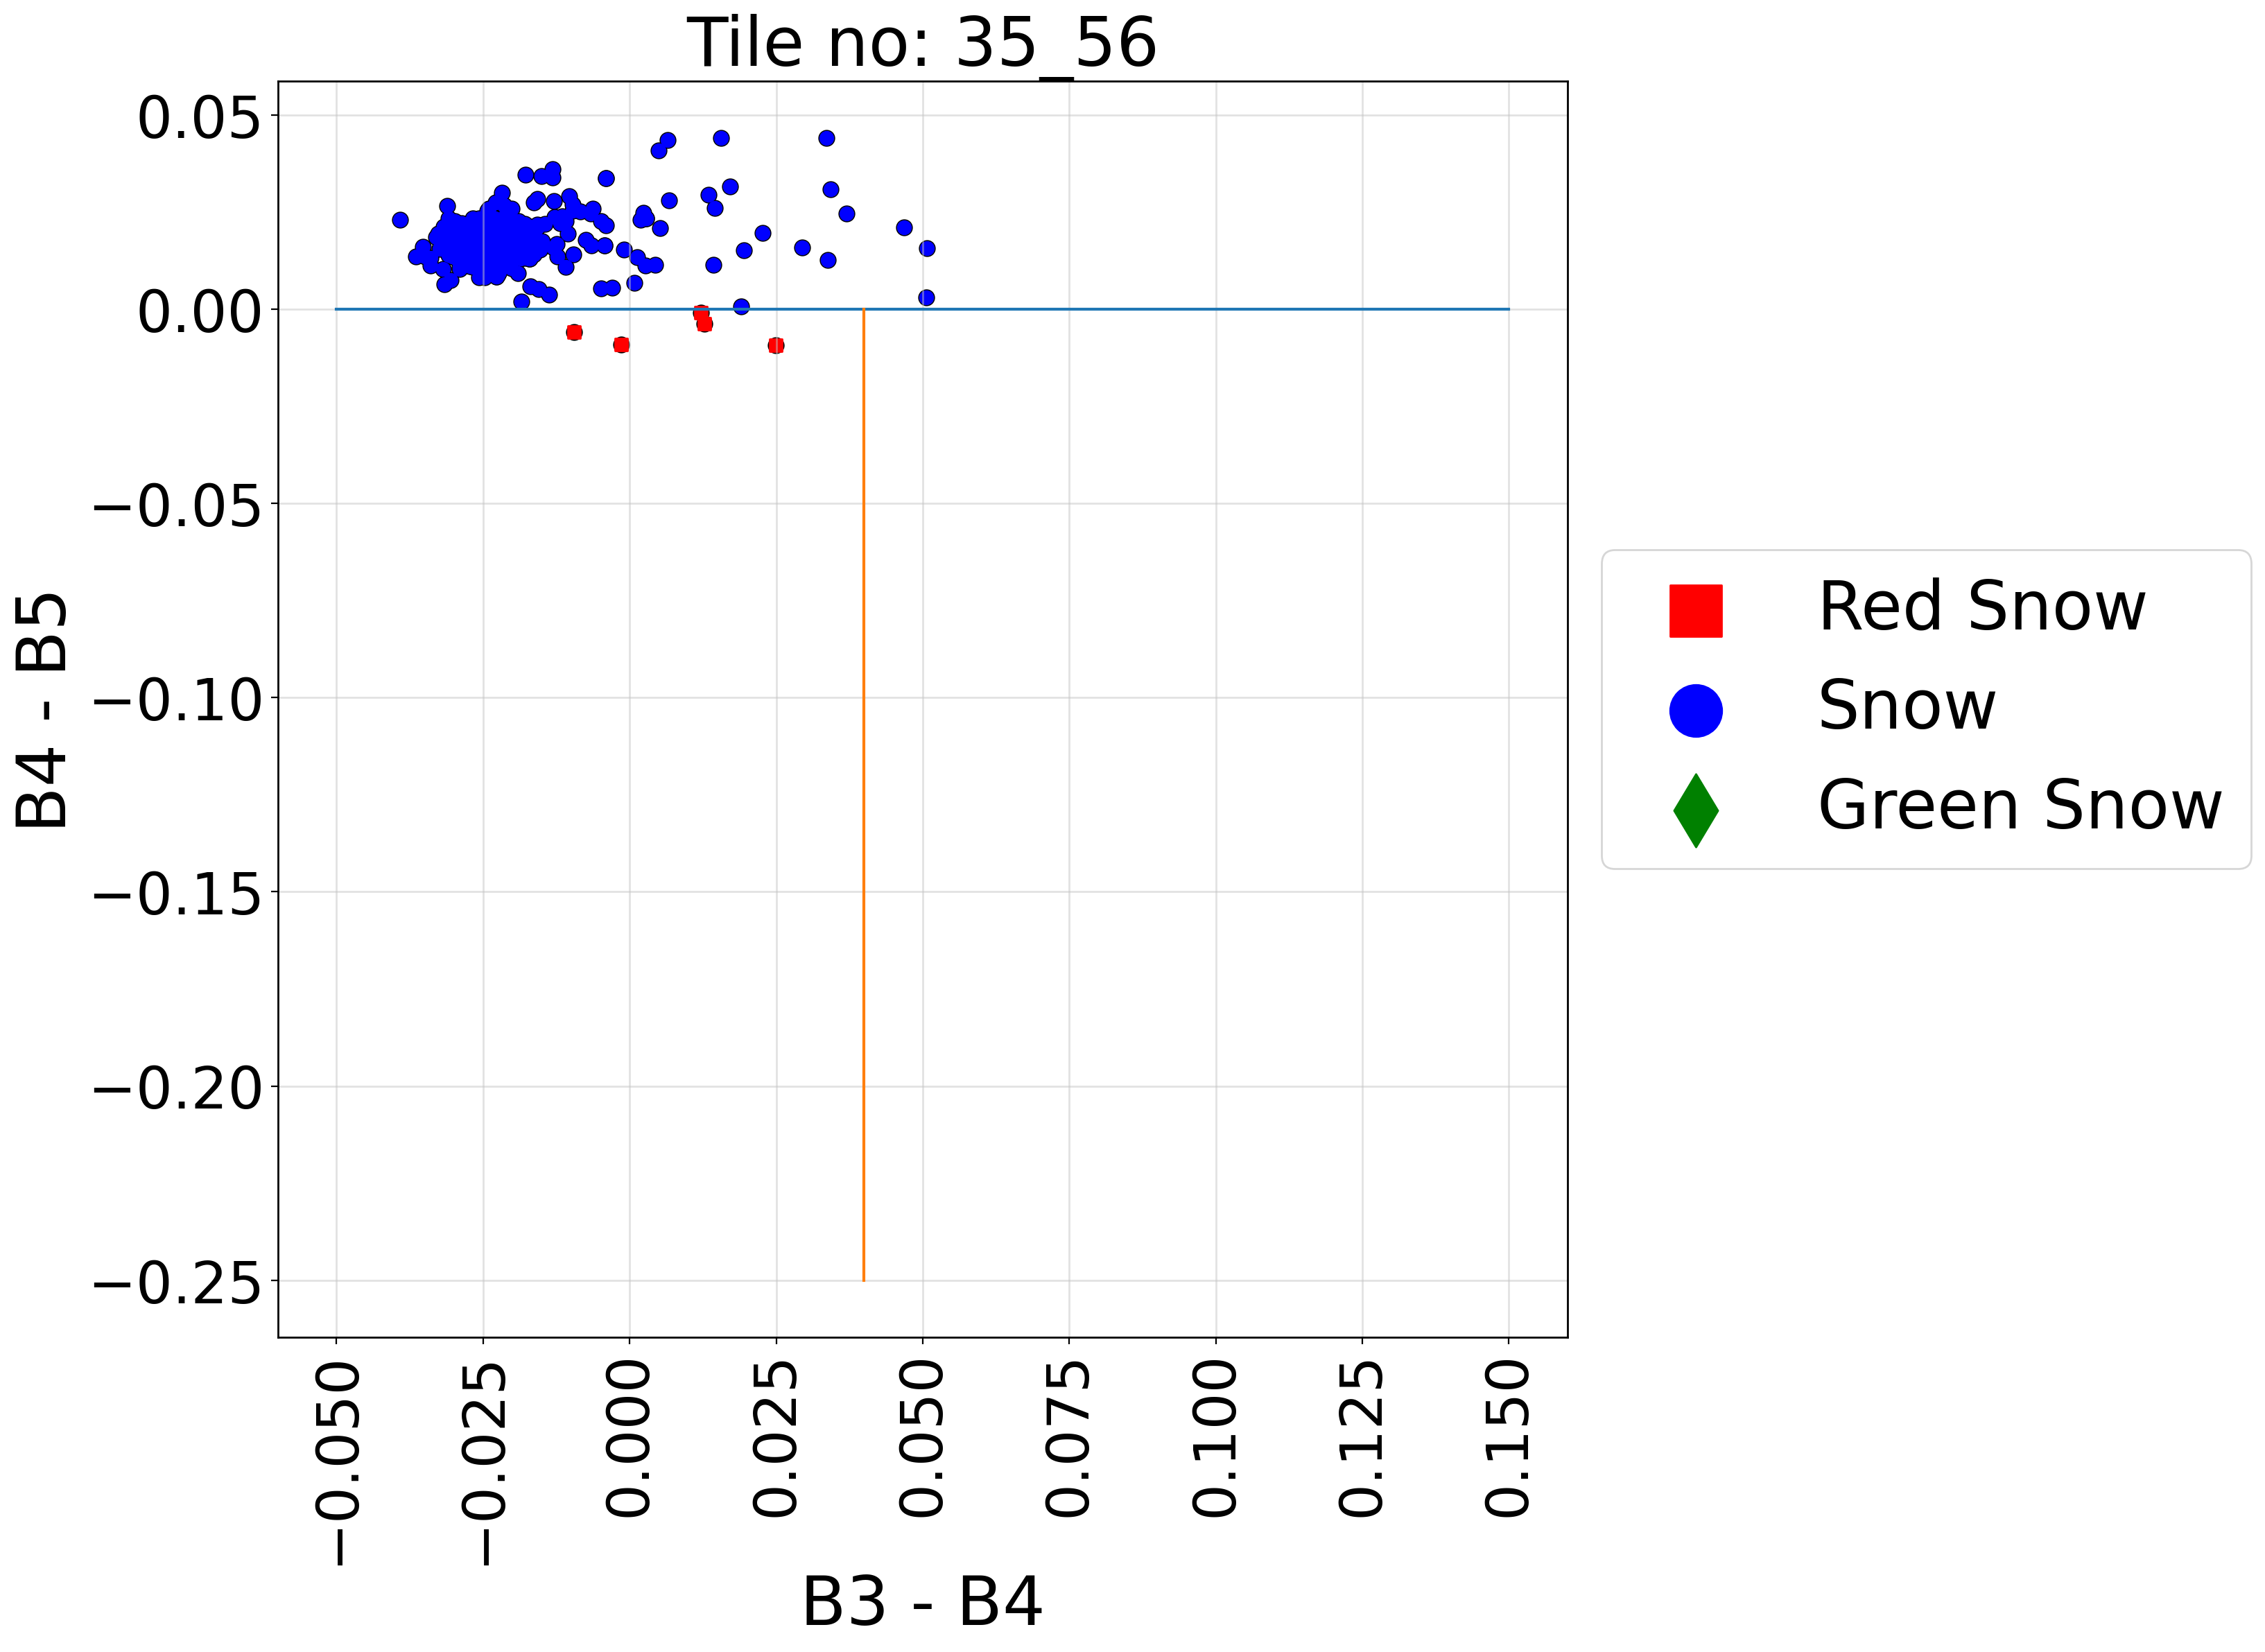 Tile no: 35_56
0.05
0.00
−0.05
−0.10
−0.15
−0.20
−0.25
B4 - B5
−0.050
−0.025
0.000
0.025
0.050
0.075
0.100
0.125
0.150
B3 - B4
Red Snow
Snow
Green Snow